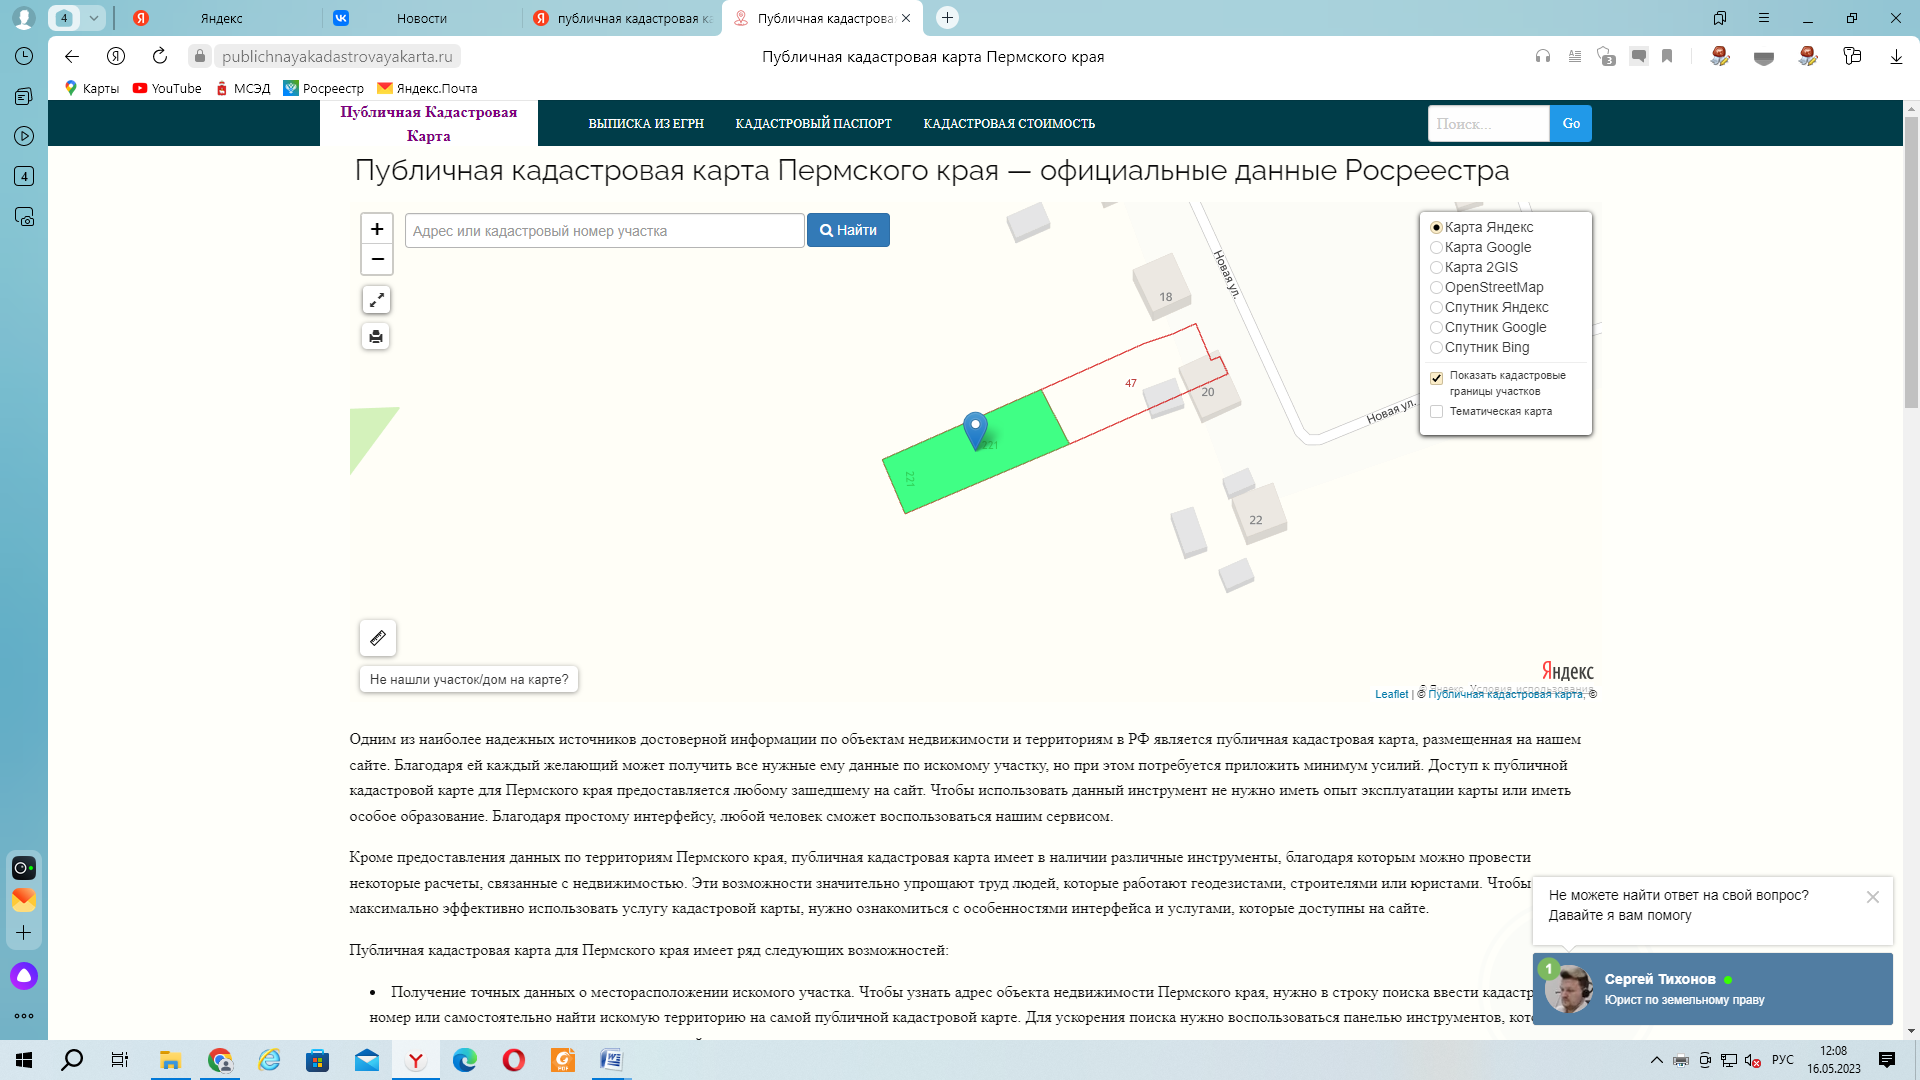 4
Яндекс
Новости
публичная кадастровая ка
Публичная кадастрова
publichnayakadastrovayakarta.ru
Публичная кадастровая карта Пермского края
3
Карты
YouTube
МСЭД
Росреестр
Яндекс.Почта
4
Публичная Кадастровая
Карта
ВЫПИСКА ИЗ ЕГРН
КАДАСТРОВЫЙ ПАСПОРТ
КАДАСТРОВАЯ СТОИМОСТЬ
Поиск...
Go
Публичная кадастровая карта Пермского края — официальные данные Росреестра
+
−
Адрес или кадастровый номер участка
Найти
Карта Яндекс
Карта Google
Карта 2GIS
OpenStreetMap
Спутник Яндекс
Спутник Google
Спутник Bing
Показать кадастровые
границы участков
Тематическая карта
Новая ул.
18
47
20
Новая ул.
221
221
22
Не нашли участок/дом на карте?
Яндекс
© Яндекс, Условия использования
Leaflet | © Публичная кадастровая карта, ©
Одним из наиболее надежных источников достоверной информации по объектам недвижимости и территориям в РФ является публичная кадастровая карта, размещенная на нашем
сайте. Благодаря ей каждый желающий может получить все нужные ему данные по искомому участку, но при этом потребуется приложить минимум усилий. Доступ к публичной
кадастровой карте для Пермского края предоставляется любому зашедшему на сайт. Чтобы использовать данный инструмент не нужно иметь опыт эксплуатации карты или иметь
особое образование. Благодаря простому интерфейсу, любой человек сможет воспользоваться нашим сервисом.
Кроме предоставления данных по территориям Пермского края, публичная кадастровая карта имеет в наличии различные инструменты, благодаря которым можно провести
некоторые расчеты, связанные с недвижимостью. Эти возможности значительно упрощают труд людей, которые работают геодезистами, строителями или юристами. Чтобы
максимально эффективно использовать услугу кадастровой карты, нужно ознакомиться с особенностями интерфейса и услугами, которые доступны на сайте.
Публичная кадастровая карта для Пермского края имеет ряд следующих возможностей:
• Получение точных данных о месторасположении искомого участка. Чтобы узнать адрес объекта недвижимости Пермского края, нужно в строку поиска ввести кадастр
номер или самостоятельно найти искомую территорию на самой публичной кадастровой карте. Для ускорения поиска нужно воспользоваться панелью инструментов, кот
Не можете найти ответ на свой вопрос?
Давайте я вам помогу
1
Сергей Тихонов
Юрист по земельному праву
РУС
12:08
16.05.2023